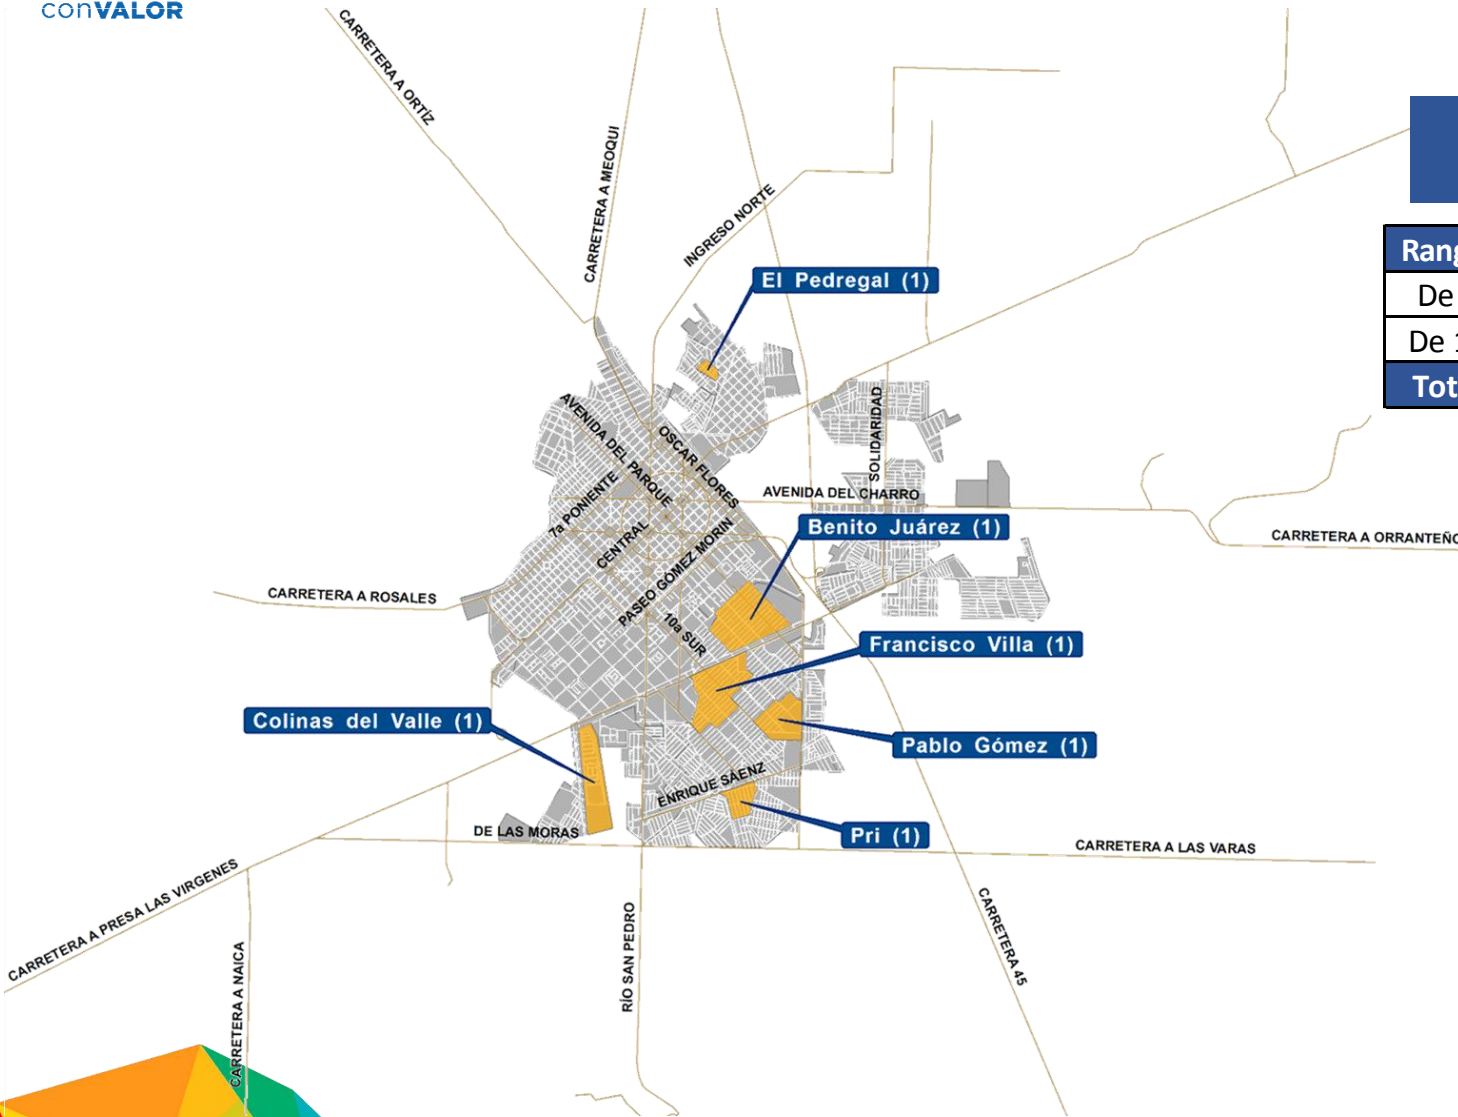 conVALOR
CARRETERA A ORTÍZ
CARRETERA A MEOQUI
INGRESO NORTE
El Pedregal (1)
Rang
De
De 1
Tot
AVENIDA DEL PARQUE
OSCAR FLORES
SOLIDARIDAD
7a PONIENTE
AVENIDA DEL CHARRO
CENTRAL
PASEO GÓMEZ MORIN
Benito Juárez (1)
CARRETERA A ORRANTEÑO
CARRETERA A ROSALES
10a SUR
Francisco Villa (1)
Colinas del Valle (1)
Pablo Gómez (1)
ENRIQUE SÁENZ
DE LAS MORAS
Pri (1)
CARRETERA A LAS VARAS
CARRETERA A PRESA LAS VIRGENES
CARRETERA A NAICA
RÍO SAN PEDRO
CARRETERA 45